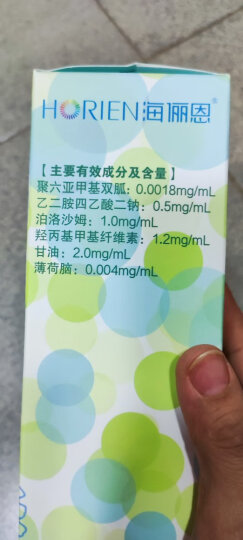 HORIEN海俪恩®
【主要有效成分及含量】
聚六亚甲基双胍: 0.0018mg/mL
乙二胺四乙酸二钠: 0.5mg/mL
泊洛沙姆: 1.0mg/mL
羟丙基甲基纤维素: 1.2mg/mL
甘油: 2.0mg/mL
薄荷脑: 0.004mg/mL